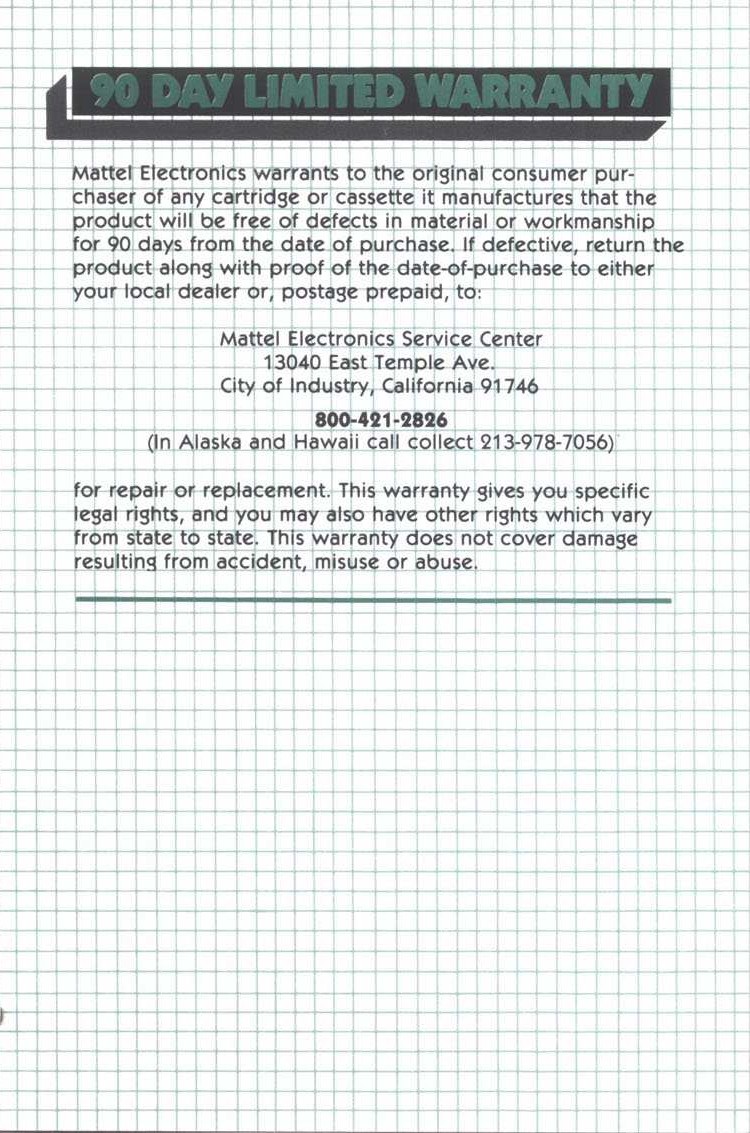 90 DAY LIMITED WARRANTY
Mattel Electronics warrants to the original consumer pur-
chaser of any cartridge or cassette it manufactures that the
product will be free of defects in material or workmanship
for 90 days from the date of purchase. If defective, return the
product along with proof of the date-of-purchase to either
your local dealer or, postage prepaid, to:
Mattel Electronics Service Center
13040 East Temple Ave.
City of Industry, California 91746
800-421-2826
(In Alaska and Hawaii call collect 213-978-7056)
for repair or replacement. This warranty gives you specific
legal rights, and you may also have other rights which vary
from state to state. This warranty does not cover damage
resulting from accident, misuse or abuse.